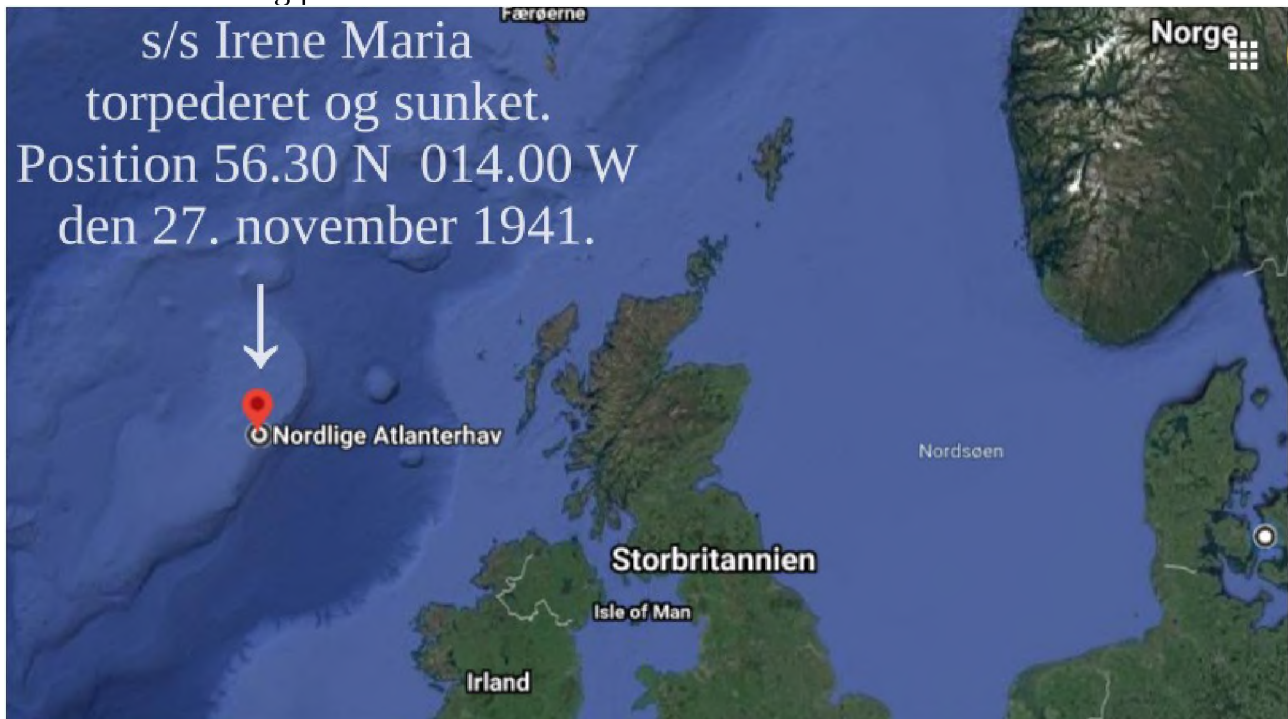 Færøerne
s/s Irene Maria
torpederet og sunket.
Position 56.30 N 014.00 W
den 27. november 1941.
Norge
Nordlige Atlanterhav
Nordsøen
Storbritannien
Isle of Man
Irland